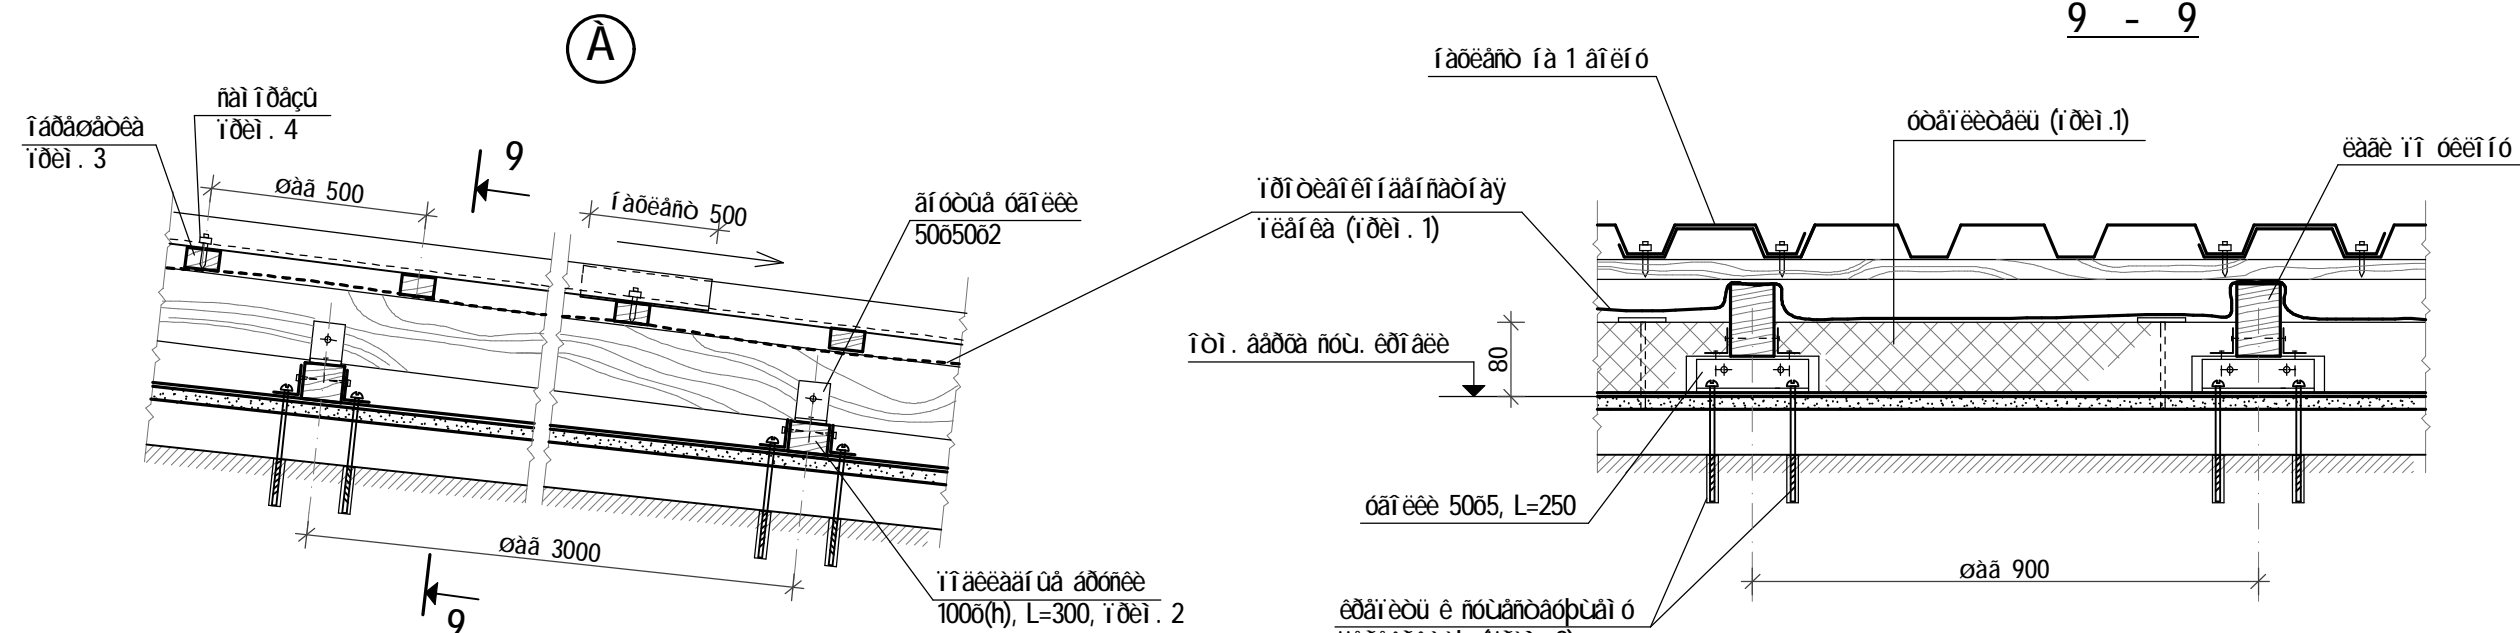 À
9 - 9
ñàìîðåçû
ïðèì. 4
îáðåøåòêà
ïðèì. 3
9
øàã 500
íàõëåñò 500
ãíóòûå óãîëêè
50õ50õ2
ïðîòèâîêîíäåíñàòíàÿ
ïëåíêà (ïðèì. 1)
øàã 3000
9
ïîäêëàäíûå áðóñêè
100õ(h), L=300, ïðèì. 2
íàõëåñò íà 1 âîëíó
óòåïëèòåëü (ïðèì.1)
ëàãè ïî óêëîíó
îòì. âåðõà ñóù. êðîâëè
80
óãîëêè 50õ5, L=250
øàã 900
êðåïèòü ê ñóùåñòâóþùåìó